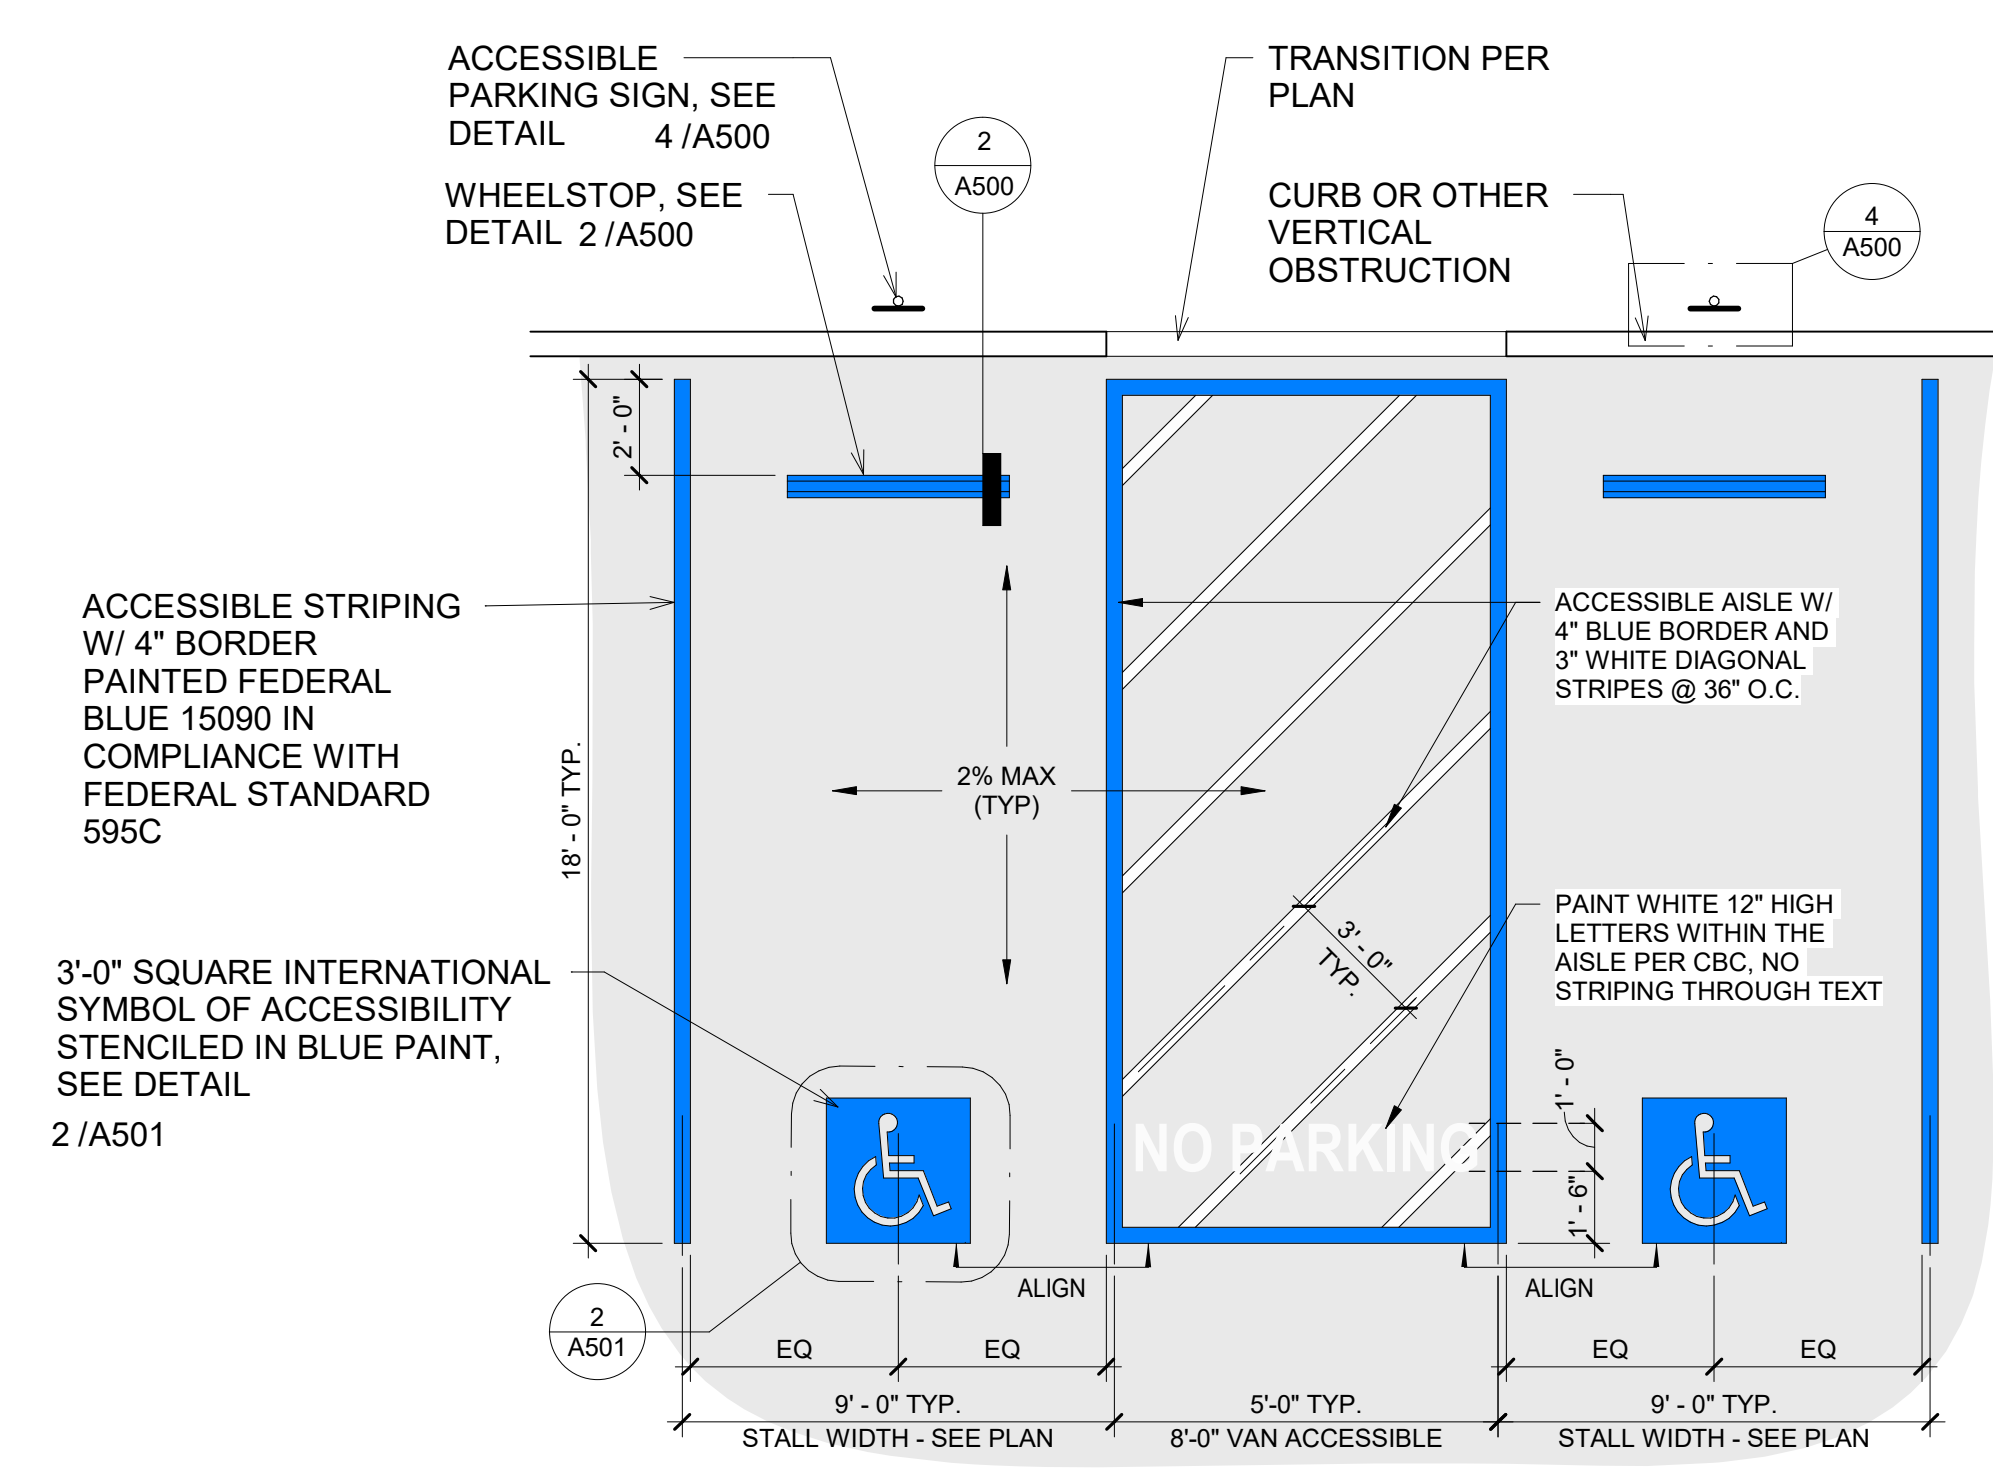 ACCESSIBLE
PARKING SIGN, SEE
DETAIL 4 /A500
WHEELSTOP, SEE
DETAIL 2 /A500
2
A500
TRANSITION PER
PLAN
CURB OR OTHER
VERTICAL
OBSTRUCTION
4
A500
2' - 0"
18' - 0" TYP.
ACCESSIBLE STRIPING
W/ 4" BORDER
PAINTED FEDERAL
BLUE 15090 IN
COMPLIANCE WITH
FEDERAL STANDARD
595C
2% MAX
(TYP)
ACCESSIBLE AISLE W/
4" BLUE BORDER AND
3" WHITE DIAGONAL
STRIPES @ 36" O.C.
PAINT WHITE 12" HIGH
LETTERS WITHIN THE
AISLE PER CBC, NO
STRIPING THROUGH TEXT
3' - 0"
TYP.
3'-0" SQUARE INTERNATIONAL
SYMBOL OF ACCESSIBILITY
STENCILED IN BLUE PAINT,
SEE DETAIL
2 /A501
NO PARKING
1' - 0"
1' - 6"
ALIGN
ALIGN
2
A501
EQ
EQ
EQ
EQ
9' - 0" TYP.
STALL WIDTH - SEE PLAN
5'-0" TYP.
8'-0" VAN ACCESSIBLE
9' - 0" TYP.
STALL WIDTH - SEE PLAN